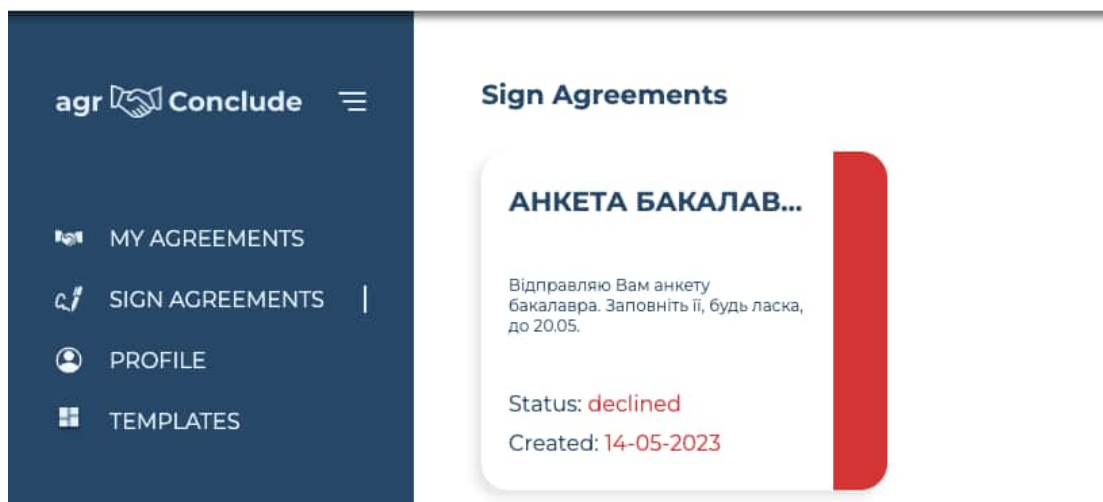 agr Conclude
MY AGREEMENTS
SIGN AGREEMENTS
PROFILE
TEMPLATES
Sign Agreements
АНКЕТА БАКАЛАВ...
Відправляю Вам анкету
бакалавра. Заповніть її, будь ласка,
до 20.05.
Status: declined
Created: 14-05-2023